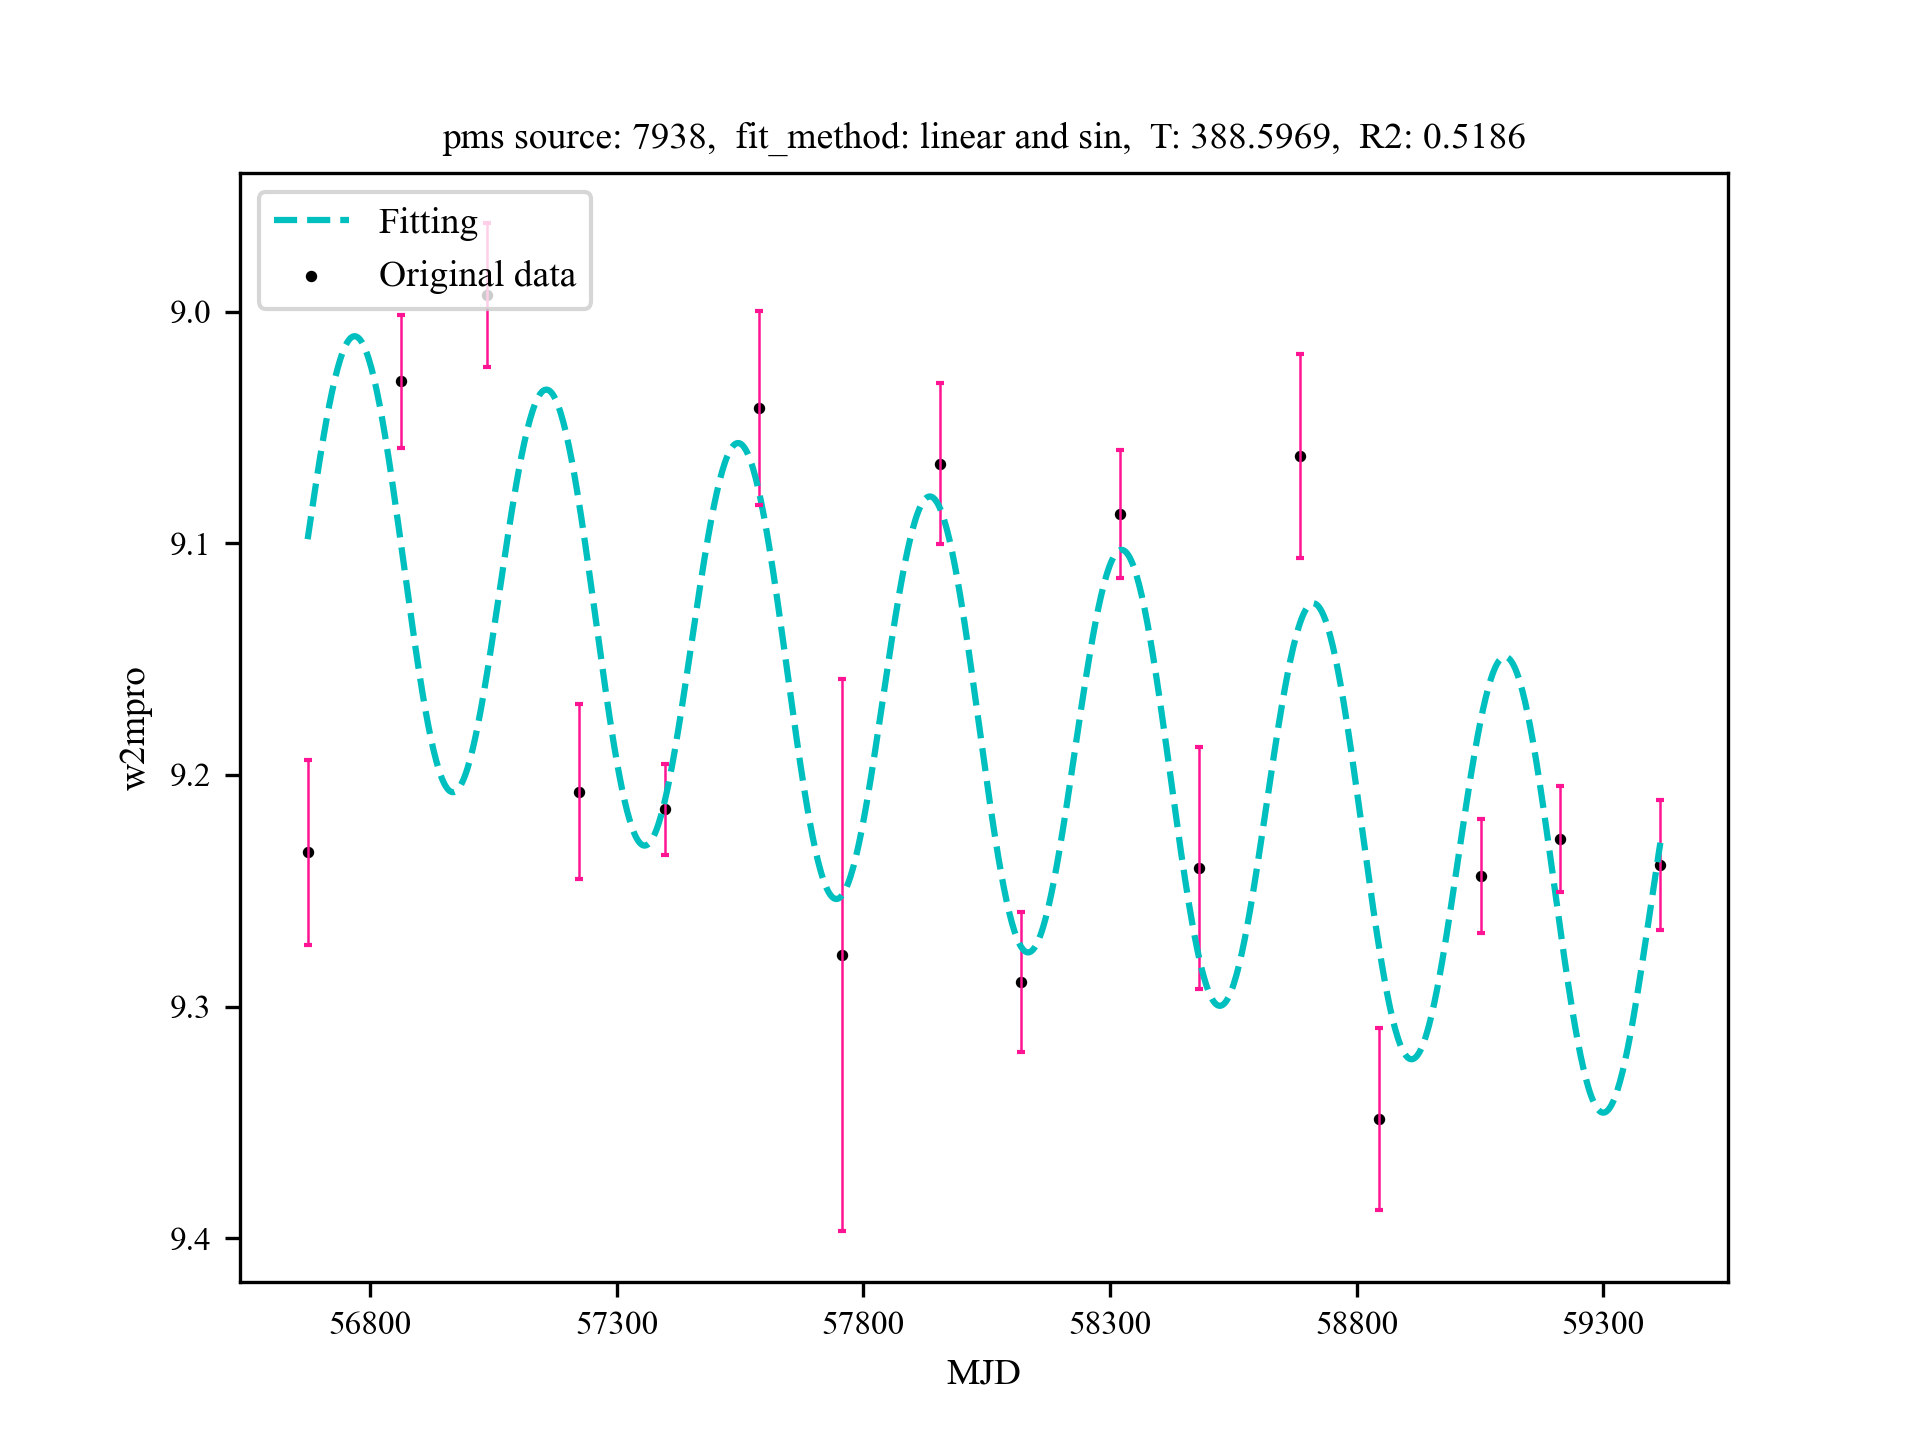 pms source: 7938, fit_method: linear and sin, T: 388.5969, R2: 0.5186
Fitting
Original data
9.0
9.1
9.2
9.3
9.4
w2mpro
56800 57300 57800 58300 58800 59300
MJD